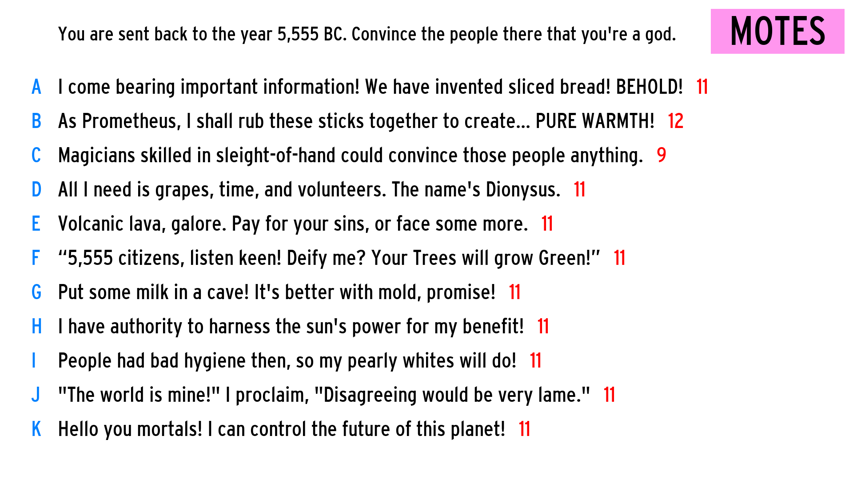 You are sent back to the year 5,555 BC. Convince the people there that you're a god.
MOTES
A I come bearing important information! We have invented sliced bread! BEHOLD! 11
B As Prometheus, I shall rub these sticks together to create... PURE WARMTH! 12
C Magicians skilled in sleight-of-hand could convince those people anything. 9
D All I need is grapes, time, and volunteers. The name's Dionysus. 11
E Volcanic lava, galore. Pay for your sins, or face some more. 11
F “5,555 citizens, listen keen! Deify me? Your Trees will grow Green!” 11
G Put some milk in a cave! It's better with mold, promise! 11
H I have authority to harness the sun's power for my benefit! 11
I People had bad hygiene then, so my pearly whites will do! 11
J "The world is mine!" I proclaim, "Disagreeing would be very lame." 11
K Hello you mortals! I can control the future of this planet! 11